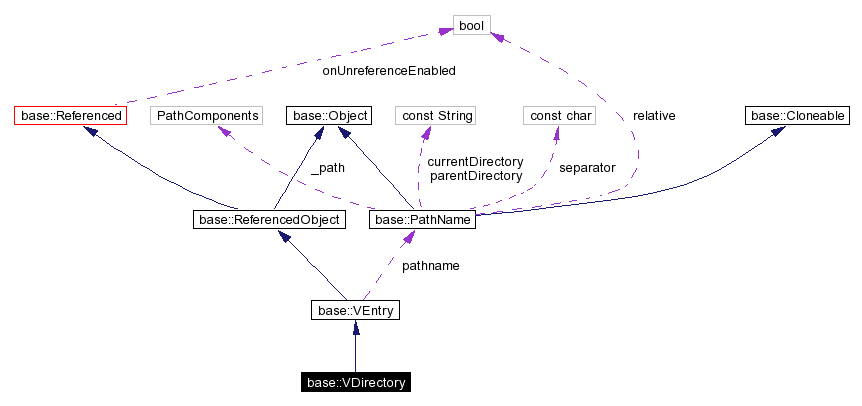 bool
onUnreferenceEnabled
base::Referenced
PathComponents
base::Object
const String
const char
relative
base::Cloneable
_path
currentDirectory
parentDirectory
separator
base::ReferencedObject
base::PathName
pathname
base::VEntry
base::VDirectory